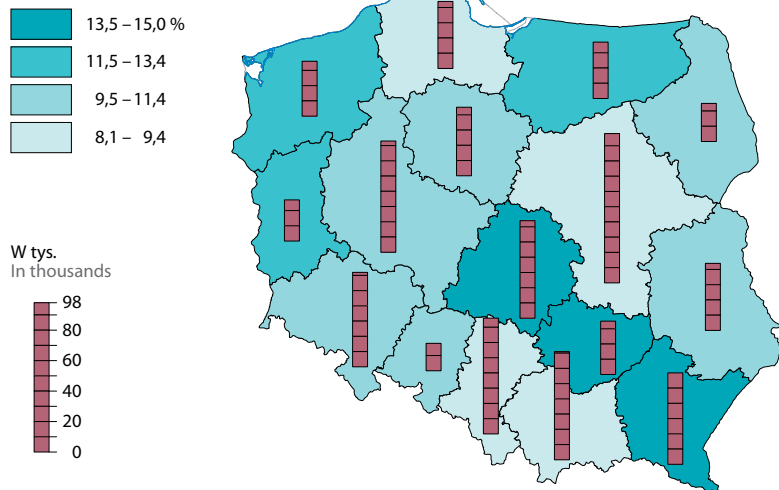 13,5 – 15,0 %
11,5 – 13,4
9,5 – 11,4
8,1 – 9,4
W tys.
In thousands
98
80
60
40
20
0